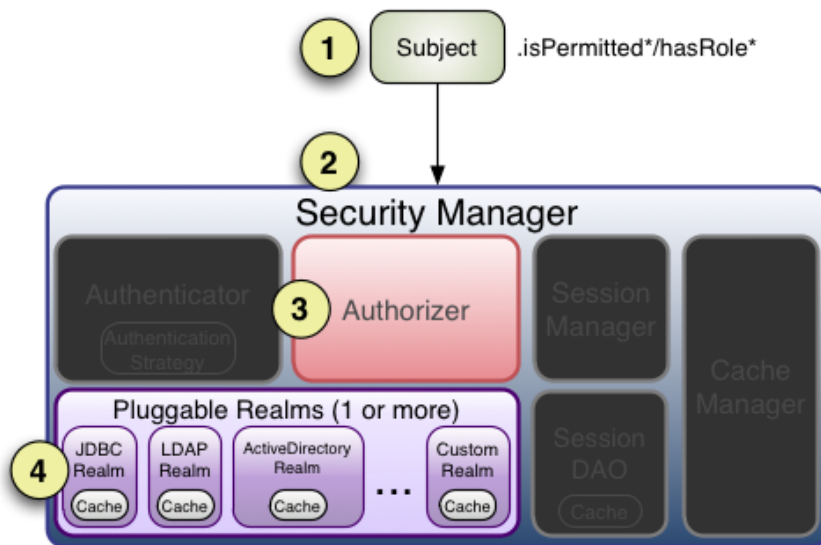 1
Subject
.isPermitted*/hasRole*
2
Security Manager
Authenticator
Authentication
Strategy
3
Authorizer
Session
Manager
Cache
Manager
Pluggable Realms (1 or more)
4
JDBC
Realm
Cache
LDAP
Realm
Cache
ActiveDirectory
Realm
Cache
...
Custom
Realm
Cache
Session
DAO
Cache